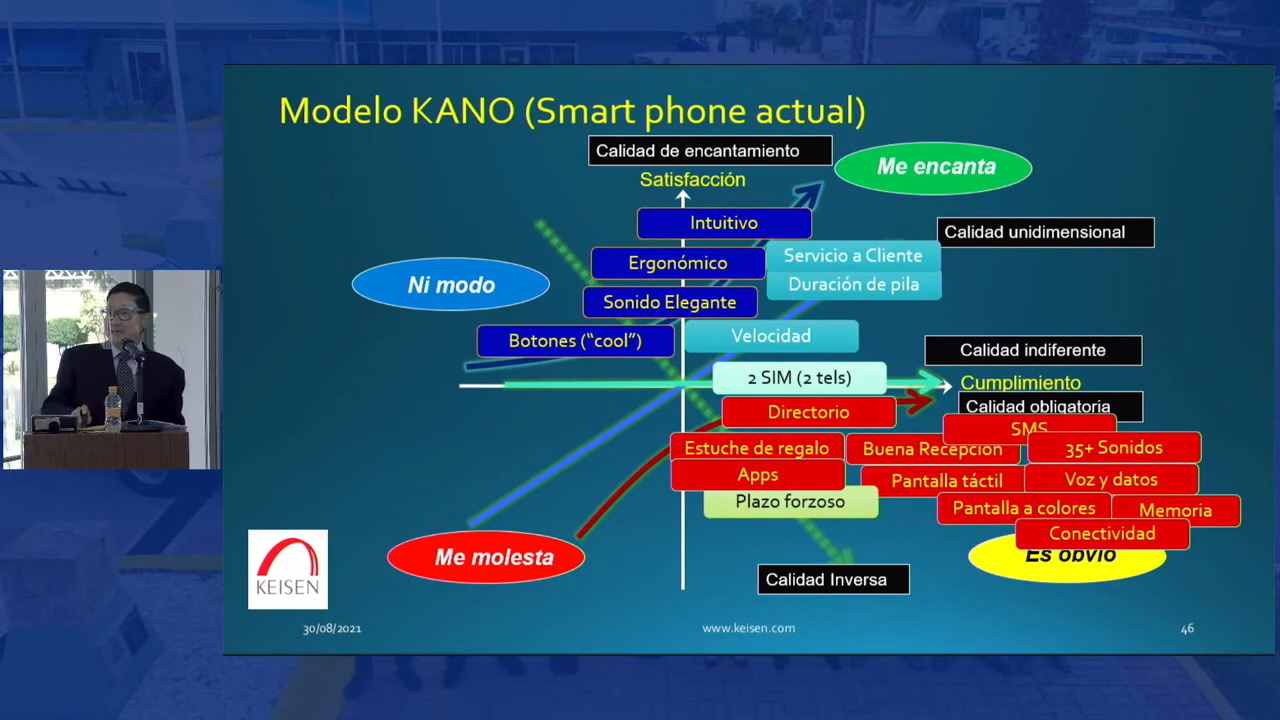 Modelo KANO (Smart phone actual)
Calidad de encantamiento
Me encanta
Satisfacción
Intuitivo
Calidad unidimensional
Servicio a Cliente
Ergonómico
Ni modo
Duración de pila
Sonido Elegante
Botones (“cool”)
Velocidad
Calidad indiferente
2 SIM (2 tels)
Cumplimiento
Calidad obligatoria
Directorio
SMS
Estuche de regalo
Buena Recepción
35+ Sonidos
Apps
Pantalla táctil
Voz y datos
Plazo forzoso
Pantalla a colores
Memoria
Conectividad
Me molesta
Es obvio
Calidad Inversa
KEISEN
30/08/2021
www.keisen.com
46